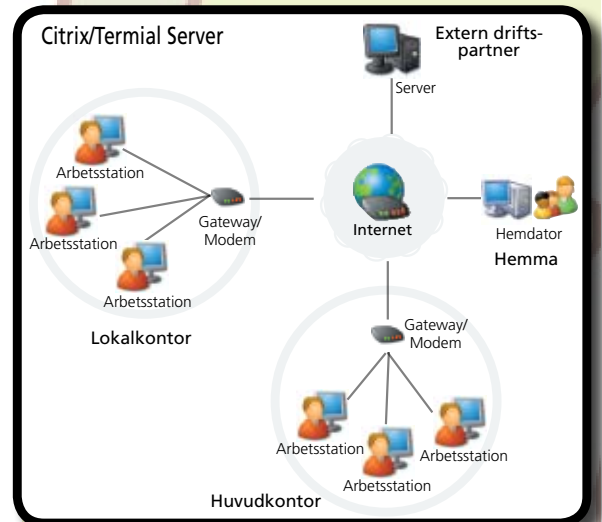 Citrix/Termial Server
Extern drifts-
partner
Server
Arbetsstation
Arbetsstation
Arbetsstation
Gateway/
Modem
Lokalkontor
Internet
Hemdator
Hemma
Gateway/
Modem
Arbetsstation
Arbetsstation
Arbetsstation
Huvudkontor